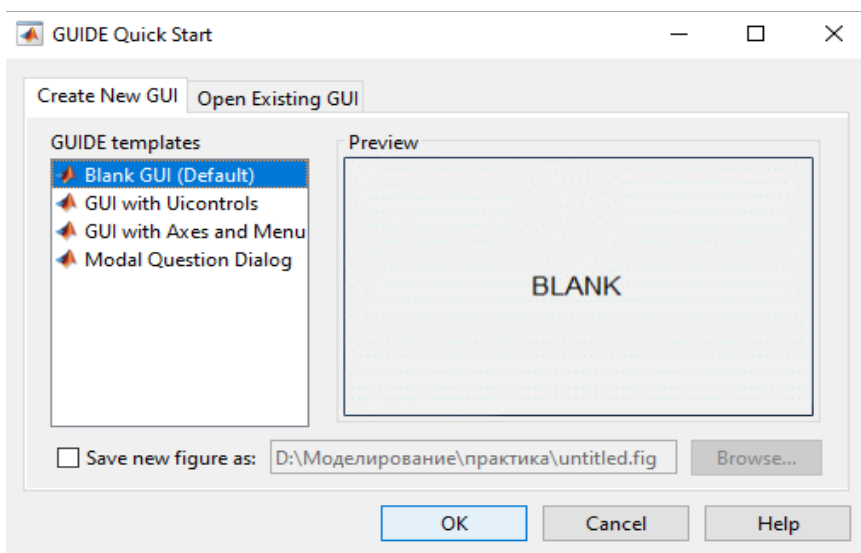 GUIDE Quick Start
Create New GUI
Open Existing GUI
GUIDE templates
Blank GUI (Default)
GUI with Uicontrols
GUI with Axes and Menu
Modal Question Dialog
Preview
BLANK
Save new figure as:
D:\Моделирование\практика\untitled.fig
Browse...
OK
Cancel
Help